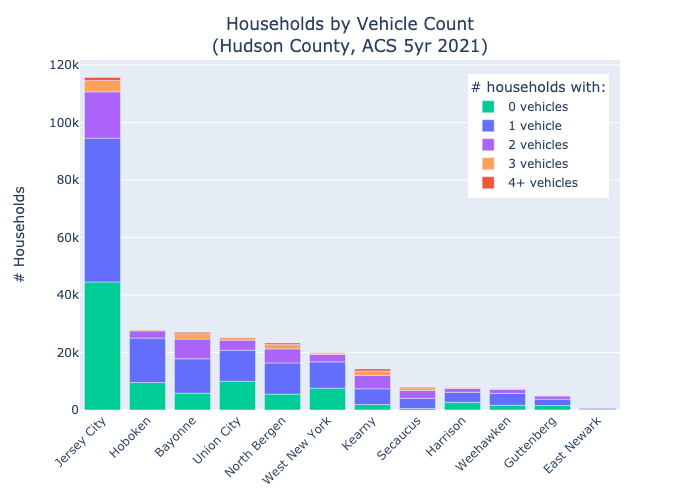 Households by Vehicle Count
(Hudson County, ACS 5yr 2021)
# Households
120k
100k
80k
60k
40k
20k
0
# households with:
0 vehicles
1 vehicle
2 vehicles
3 vehicles
4+ vehicles
Jersey City
Hoboken
Bayonne
Union City
North Bergen
West New York
Kearny
Secaucus
Harrison
Weehawken
Guttenberg
East Newark